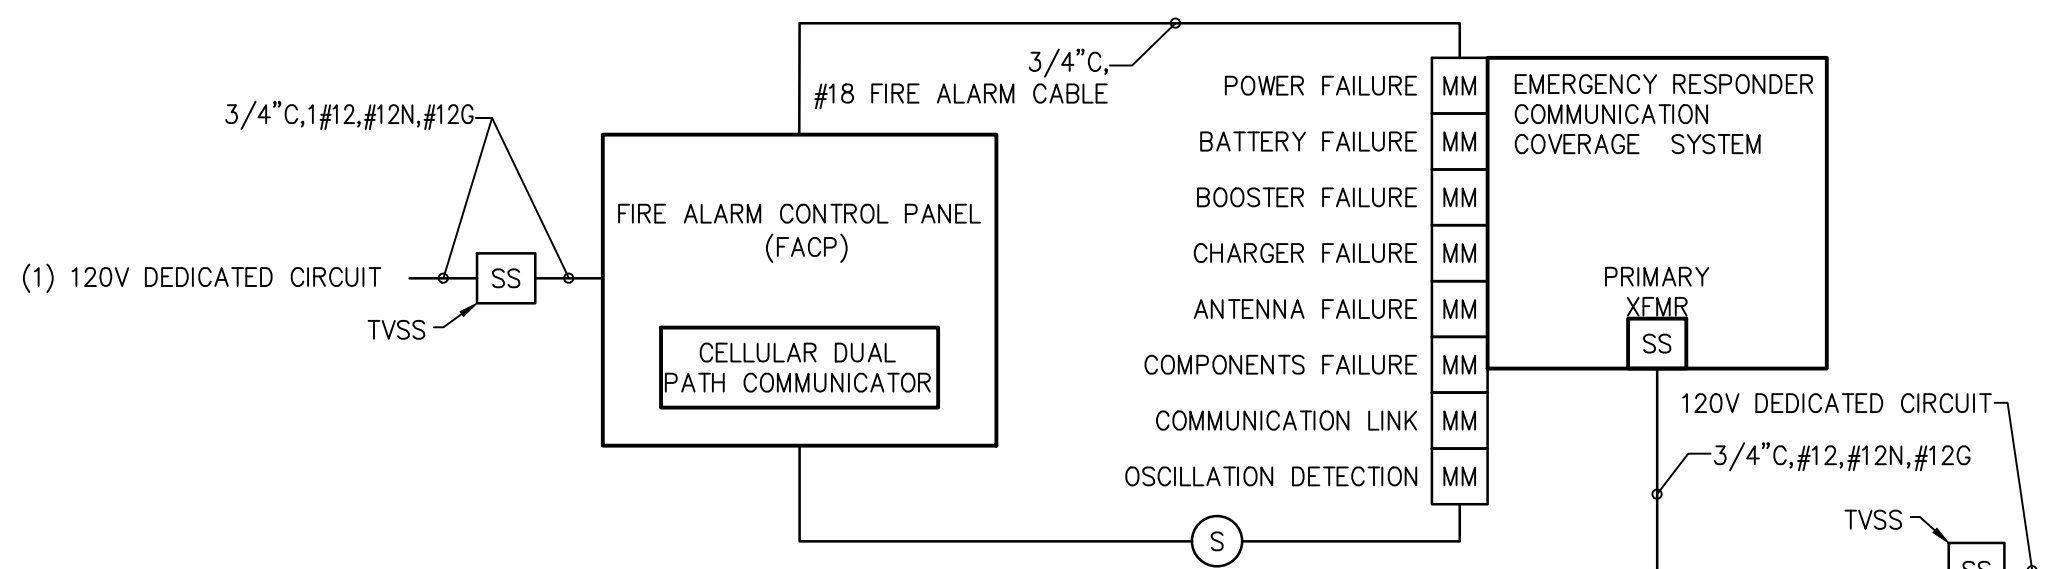 3/4"C,
#18 FIRE ALARM CABLE
3/4"C,1#12,#12N,#12G
(1) 120V DEDICATED CIRCUIT
SS
TVSS
FIRE ALARM CONTROL PANEL
(FACP)
CELLULAR DUAL
PATH COMMUNICATOR
POWER FAILURE MM
BATTERY FAILURE MM
BOOSTER FAILURE MM
CHARGER FAILURE MM
ANTENNA FAILURE MM
COMPONENTS FAILURE MM
COMMUNICATION LINK MM
OSCILLATION DETECTION MM
S
EMERGENCY RESPONDER
COMMUNICATION
COVERAGE SYSTEM
PRIMARY
XFMR
SS
120V DEDICATED CIRCUIT
3/4"C,#12,#12N,#12G
TVSS
SS